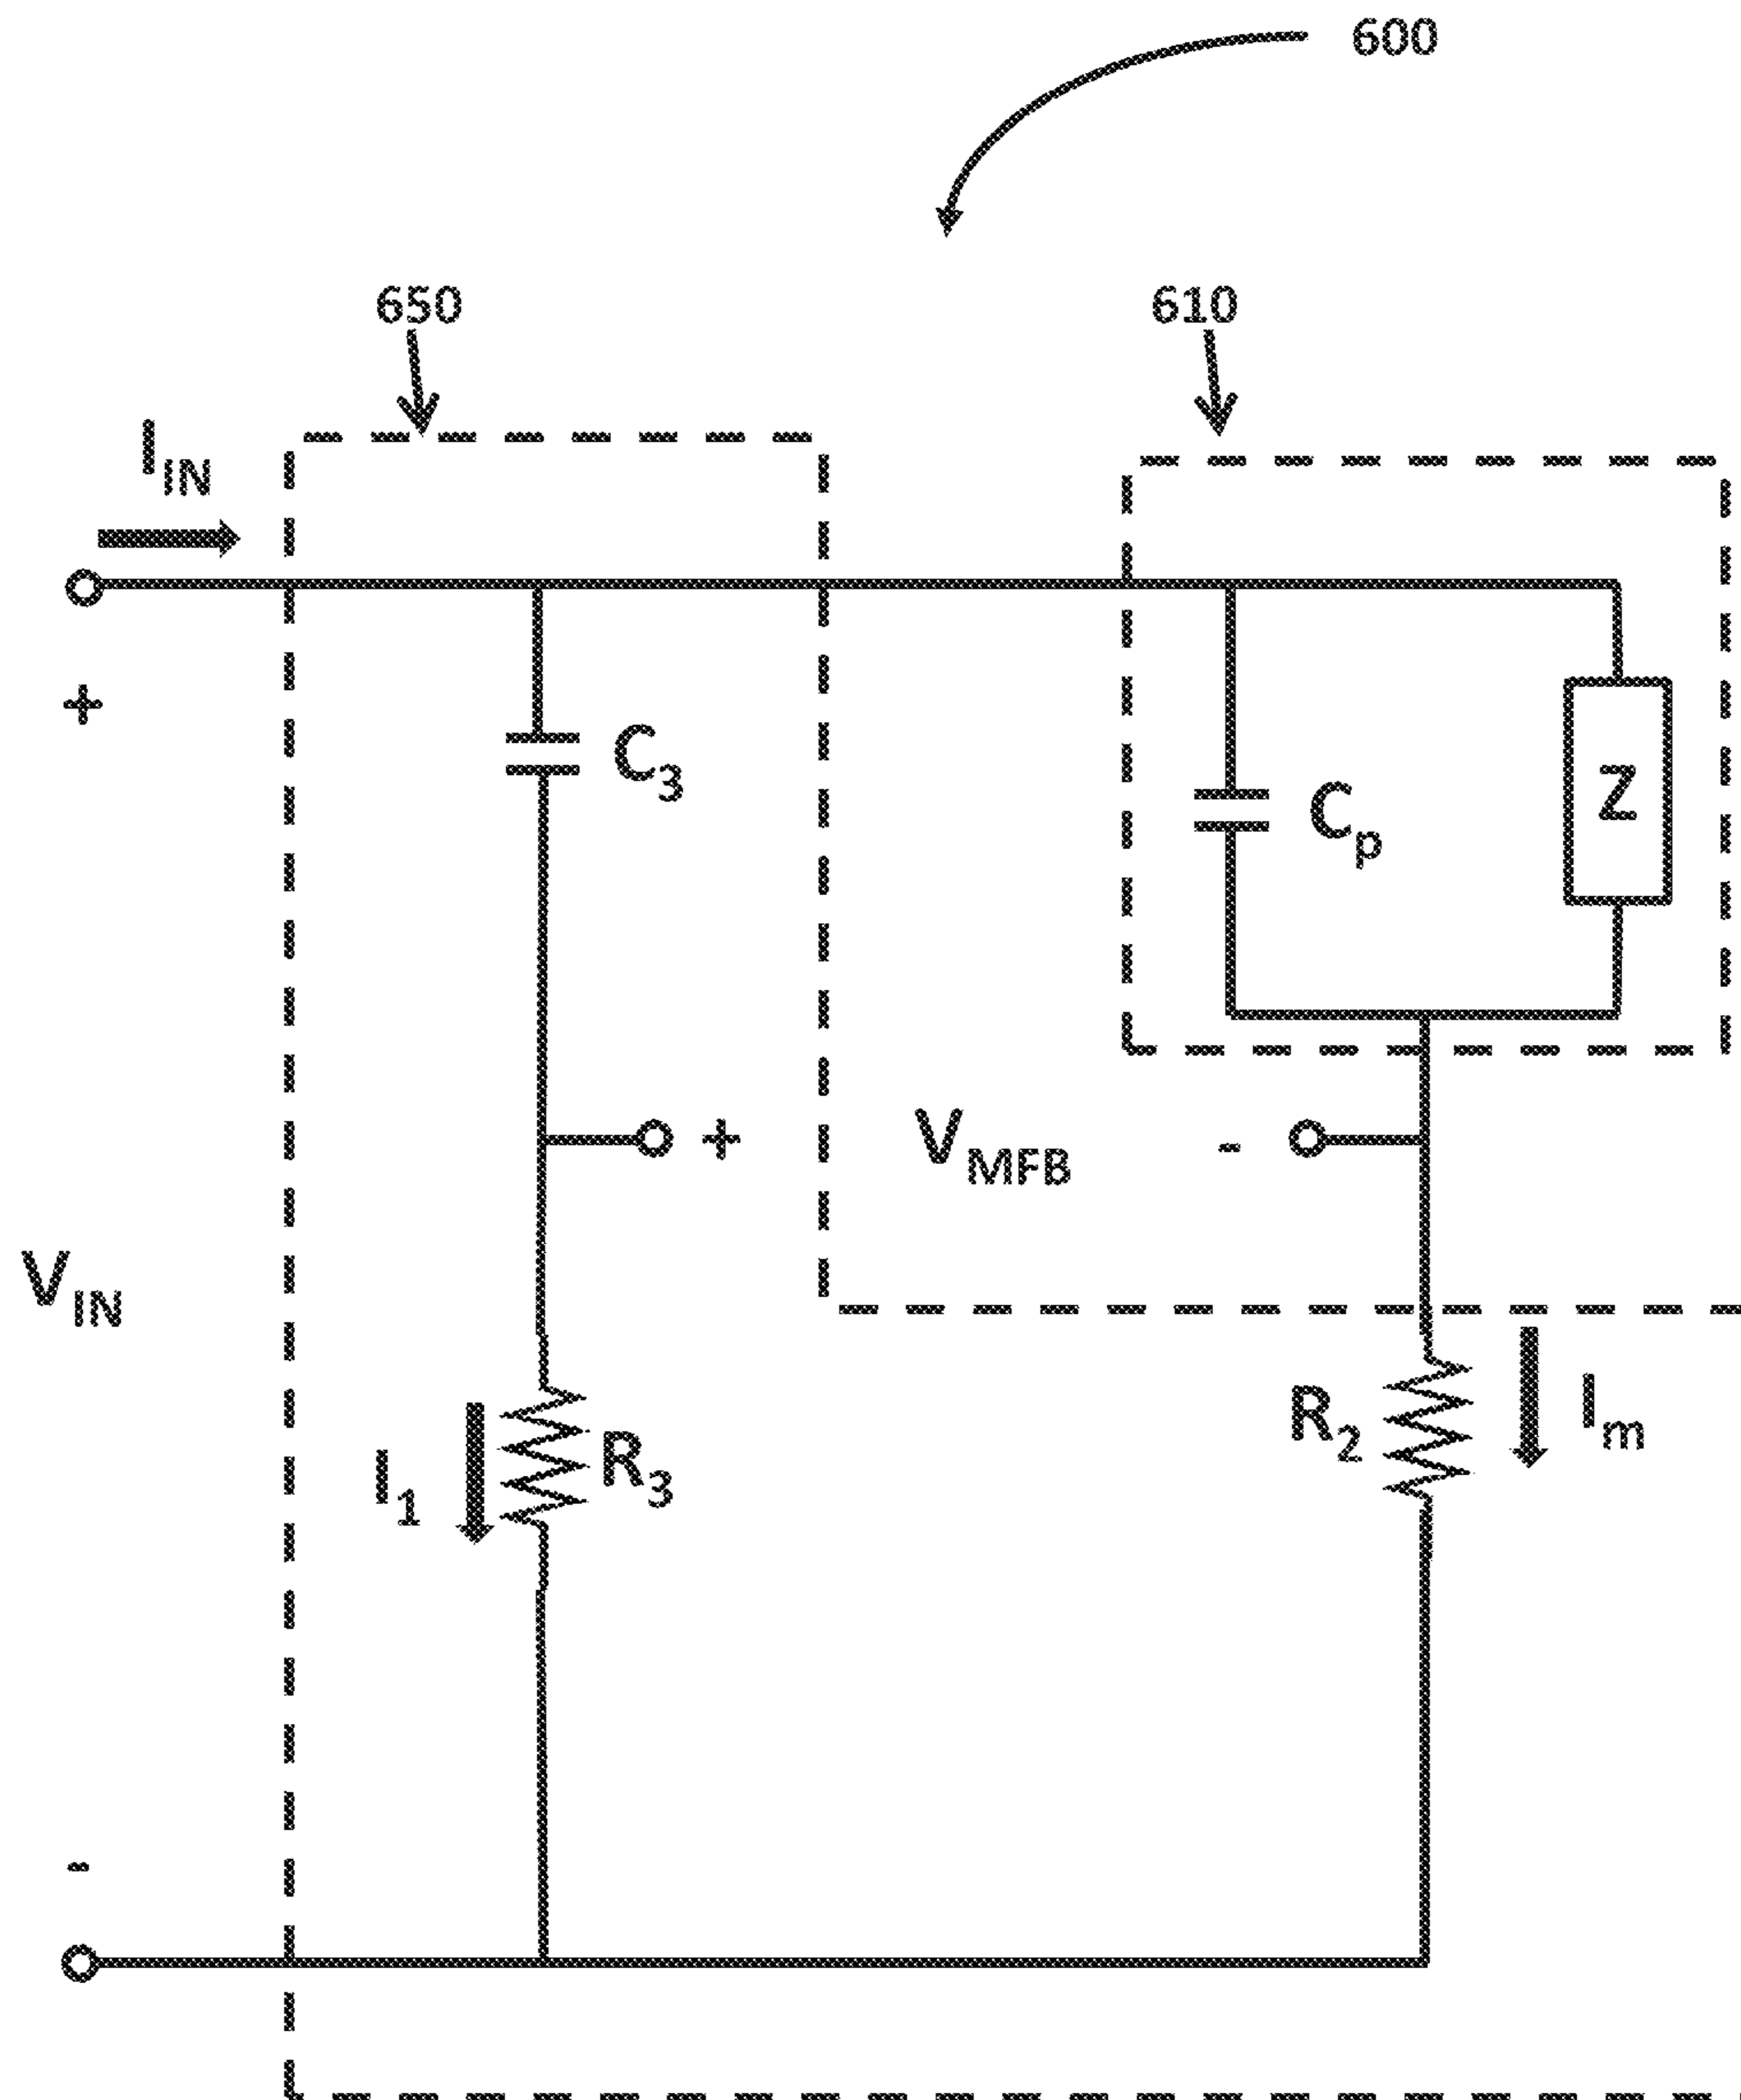 600
650
610
I_IN
+
C_3
C_p
Z
+
V_MFB
-
V_IN
I_1
R_3
R_2
I_m
-